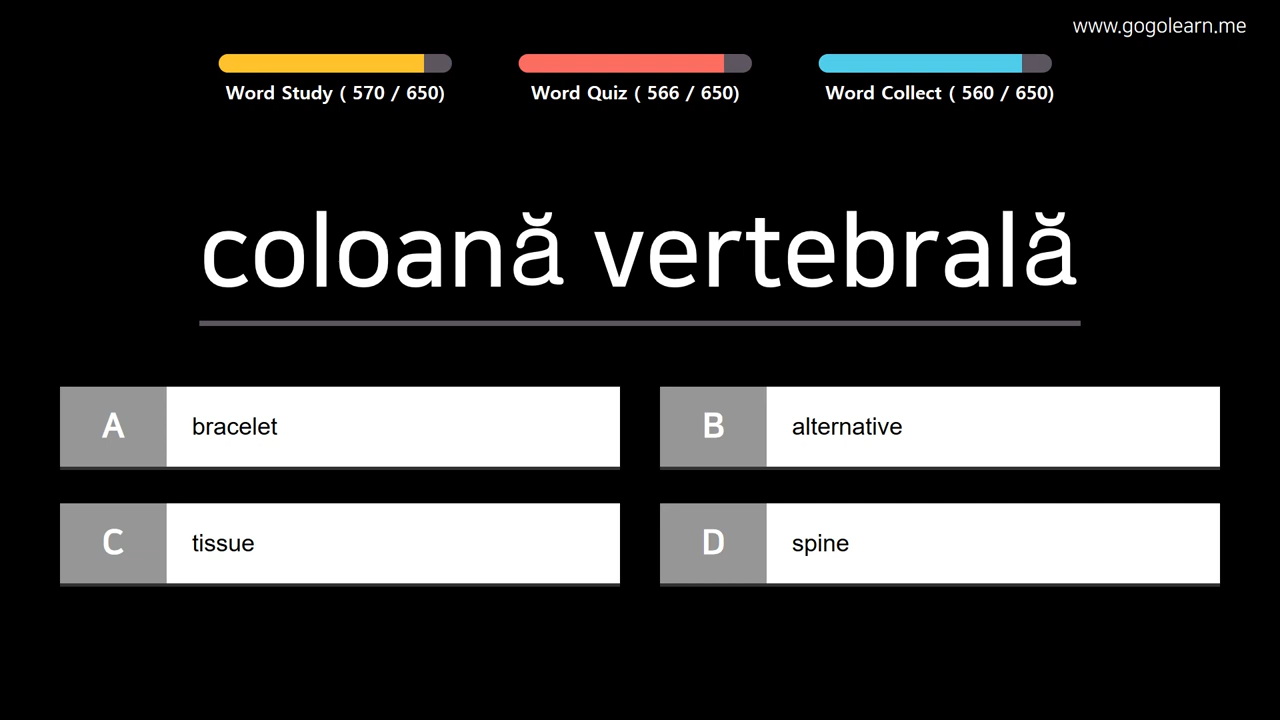 www.gogolearn.me
Word Study ( 570 / 650)
Word Quiz ( 566 / 650)
Word Collect ( 560 / 650)
coloană vertebrală
A bracelet
B alternative
C tissue
D spine